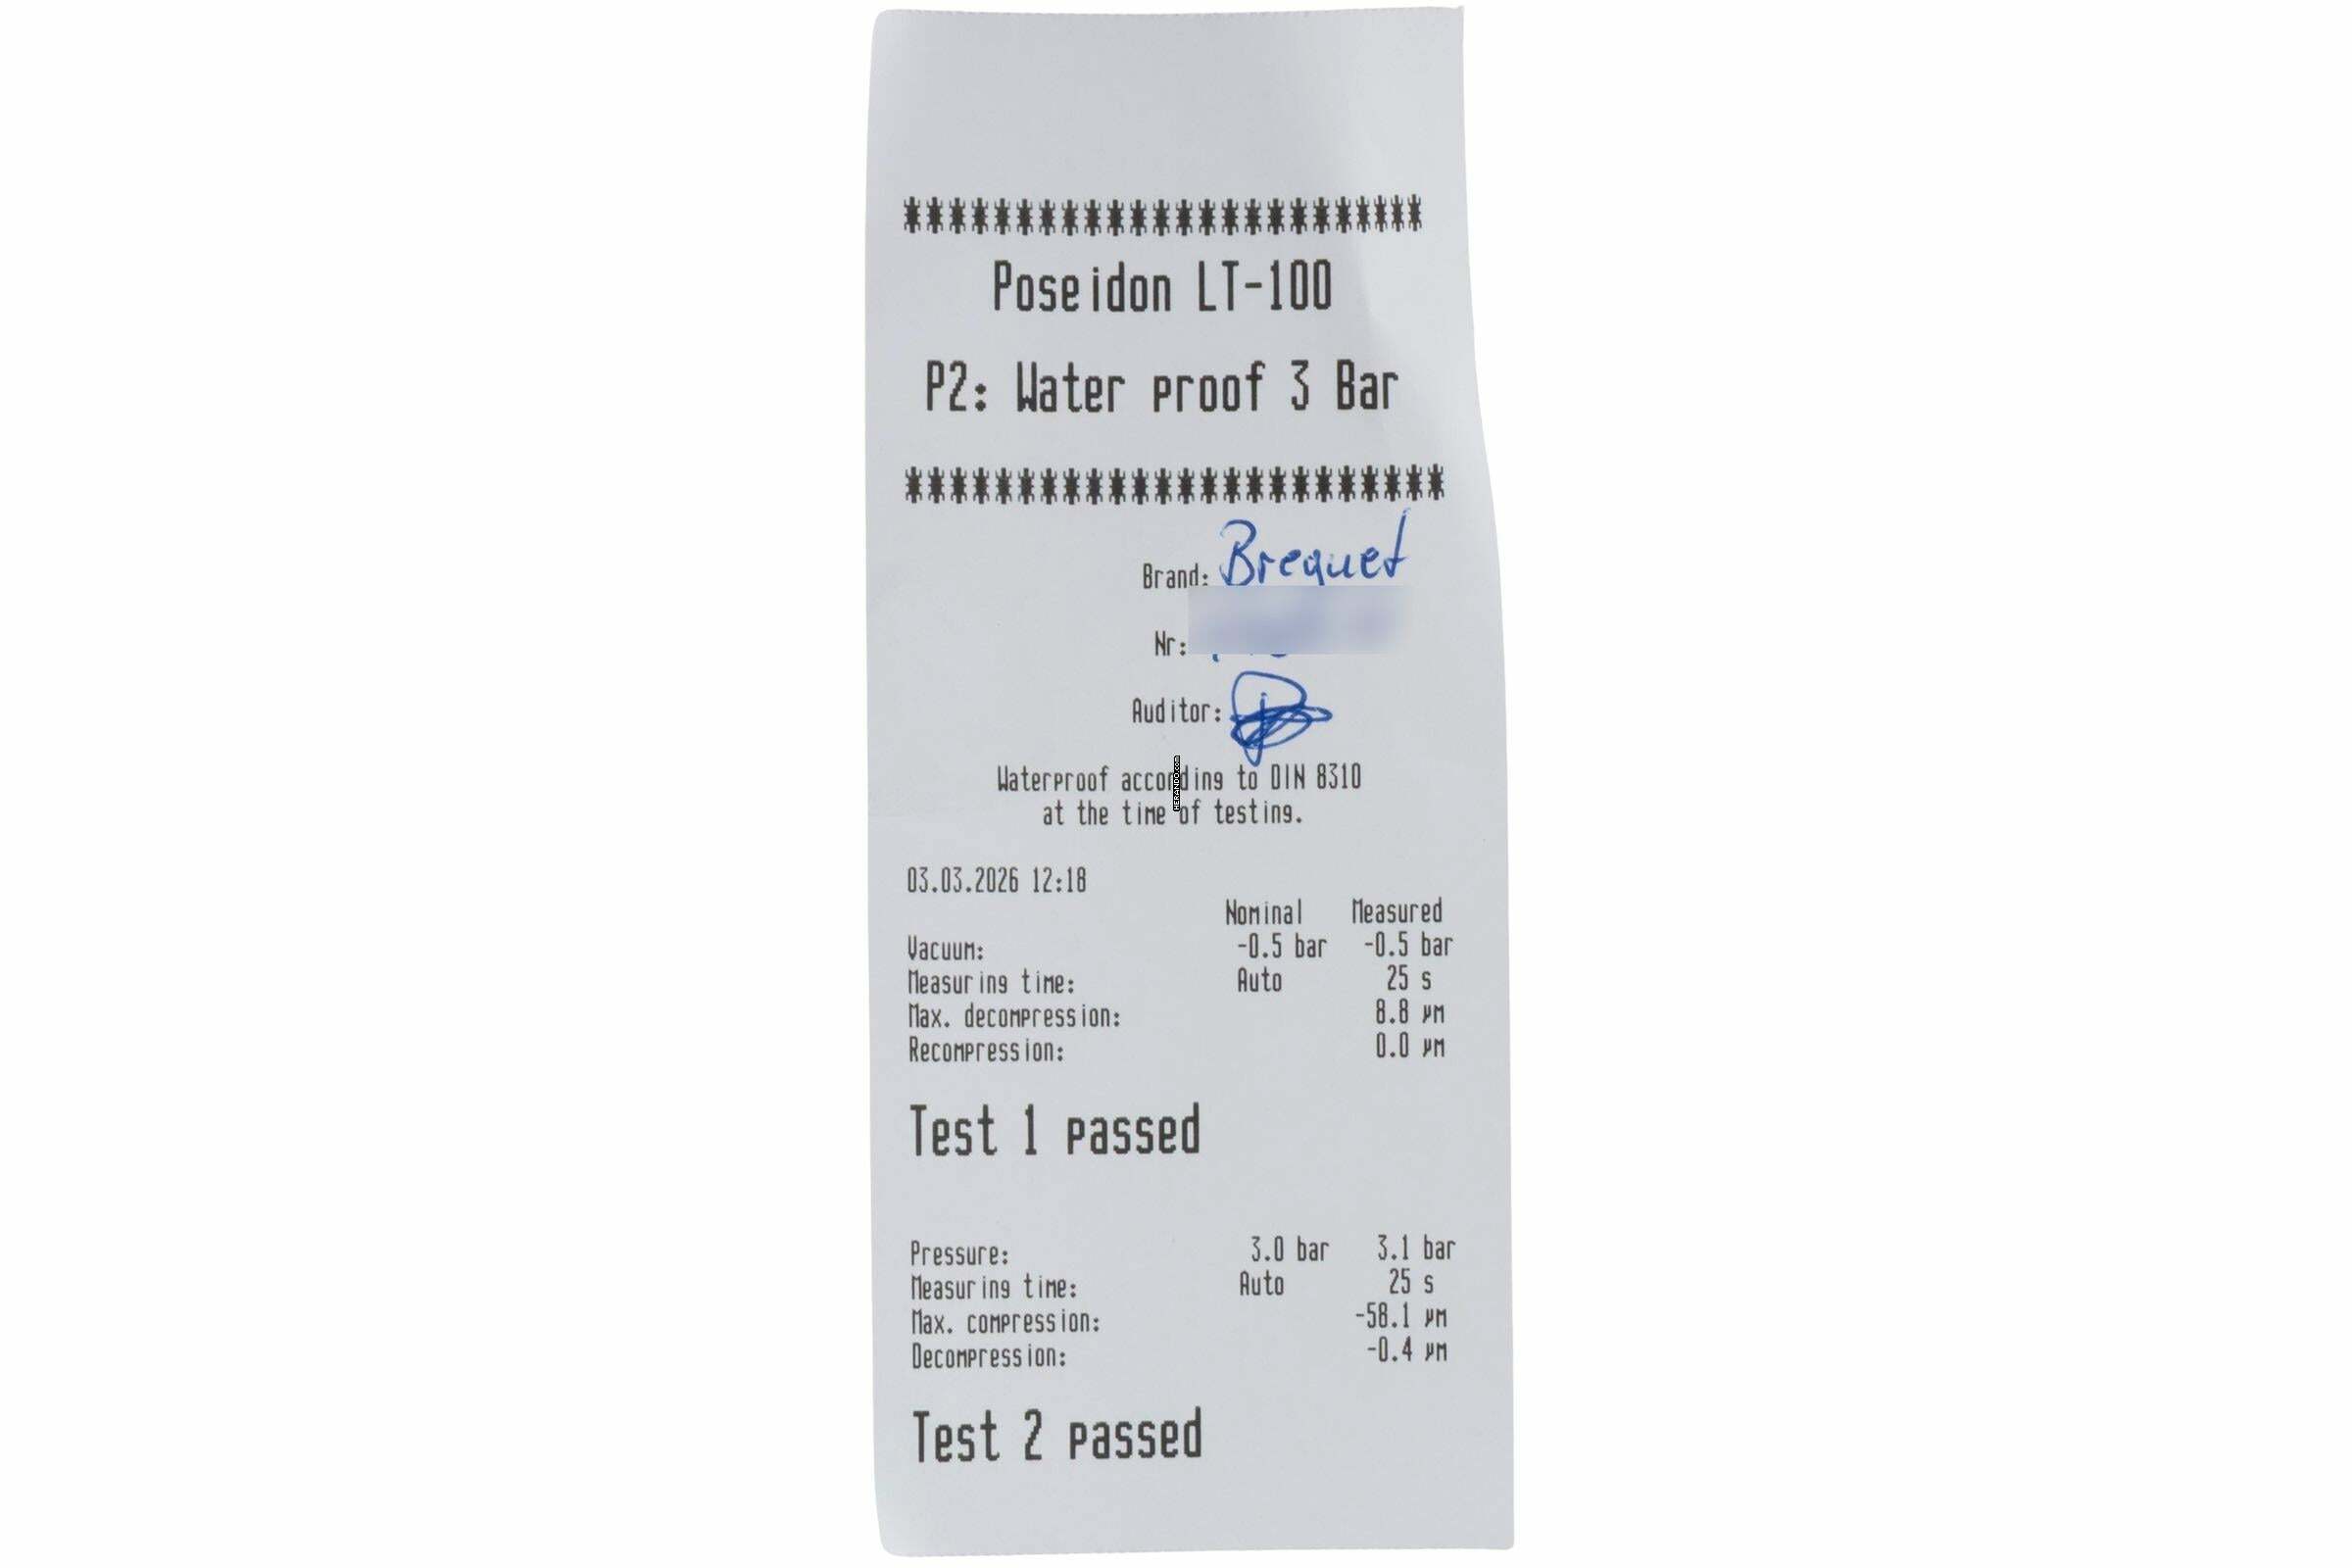 ************************
Poseidon LT-100
P2: Water proof 3 Bar
************************
Brand: Breguet
Nr:
Auditor:
Waterproof according to DIN 8310
at the time of testing.
HERANDO.com
03.03.2026 12:18
Nominal Measured
Vacuum: -0.5 bar -0.5 bar
Measuring time: Auto 25 s
Max. decompression: 8.8 µm
Recompression: 0.0 µm
Test 1 passed
Pressure: 3.0 bar 3.1 bar
Measuring time: Auto 25 s
Max. compression: -58.1 µm
Decompression: -0.4 µm
Test 2 passed